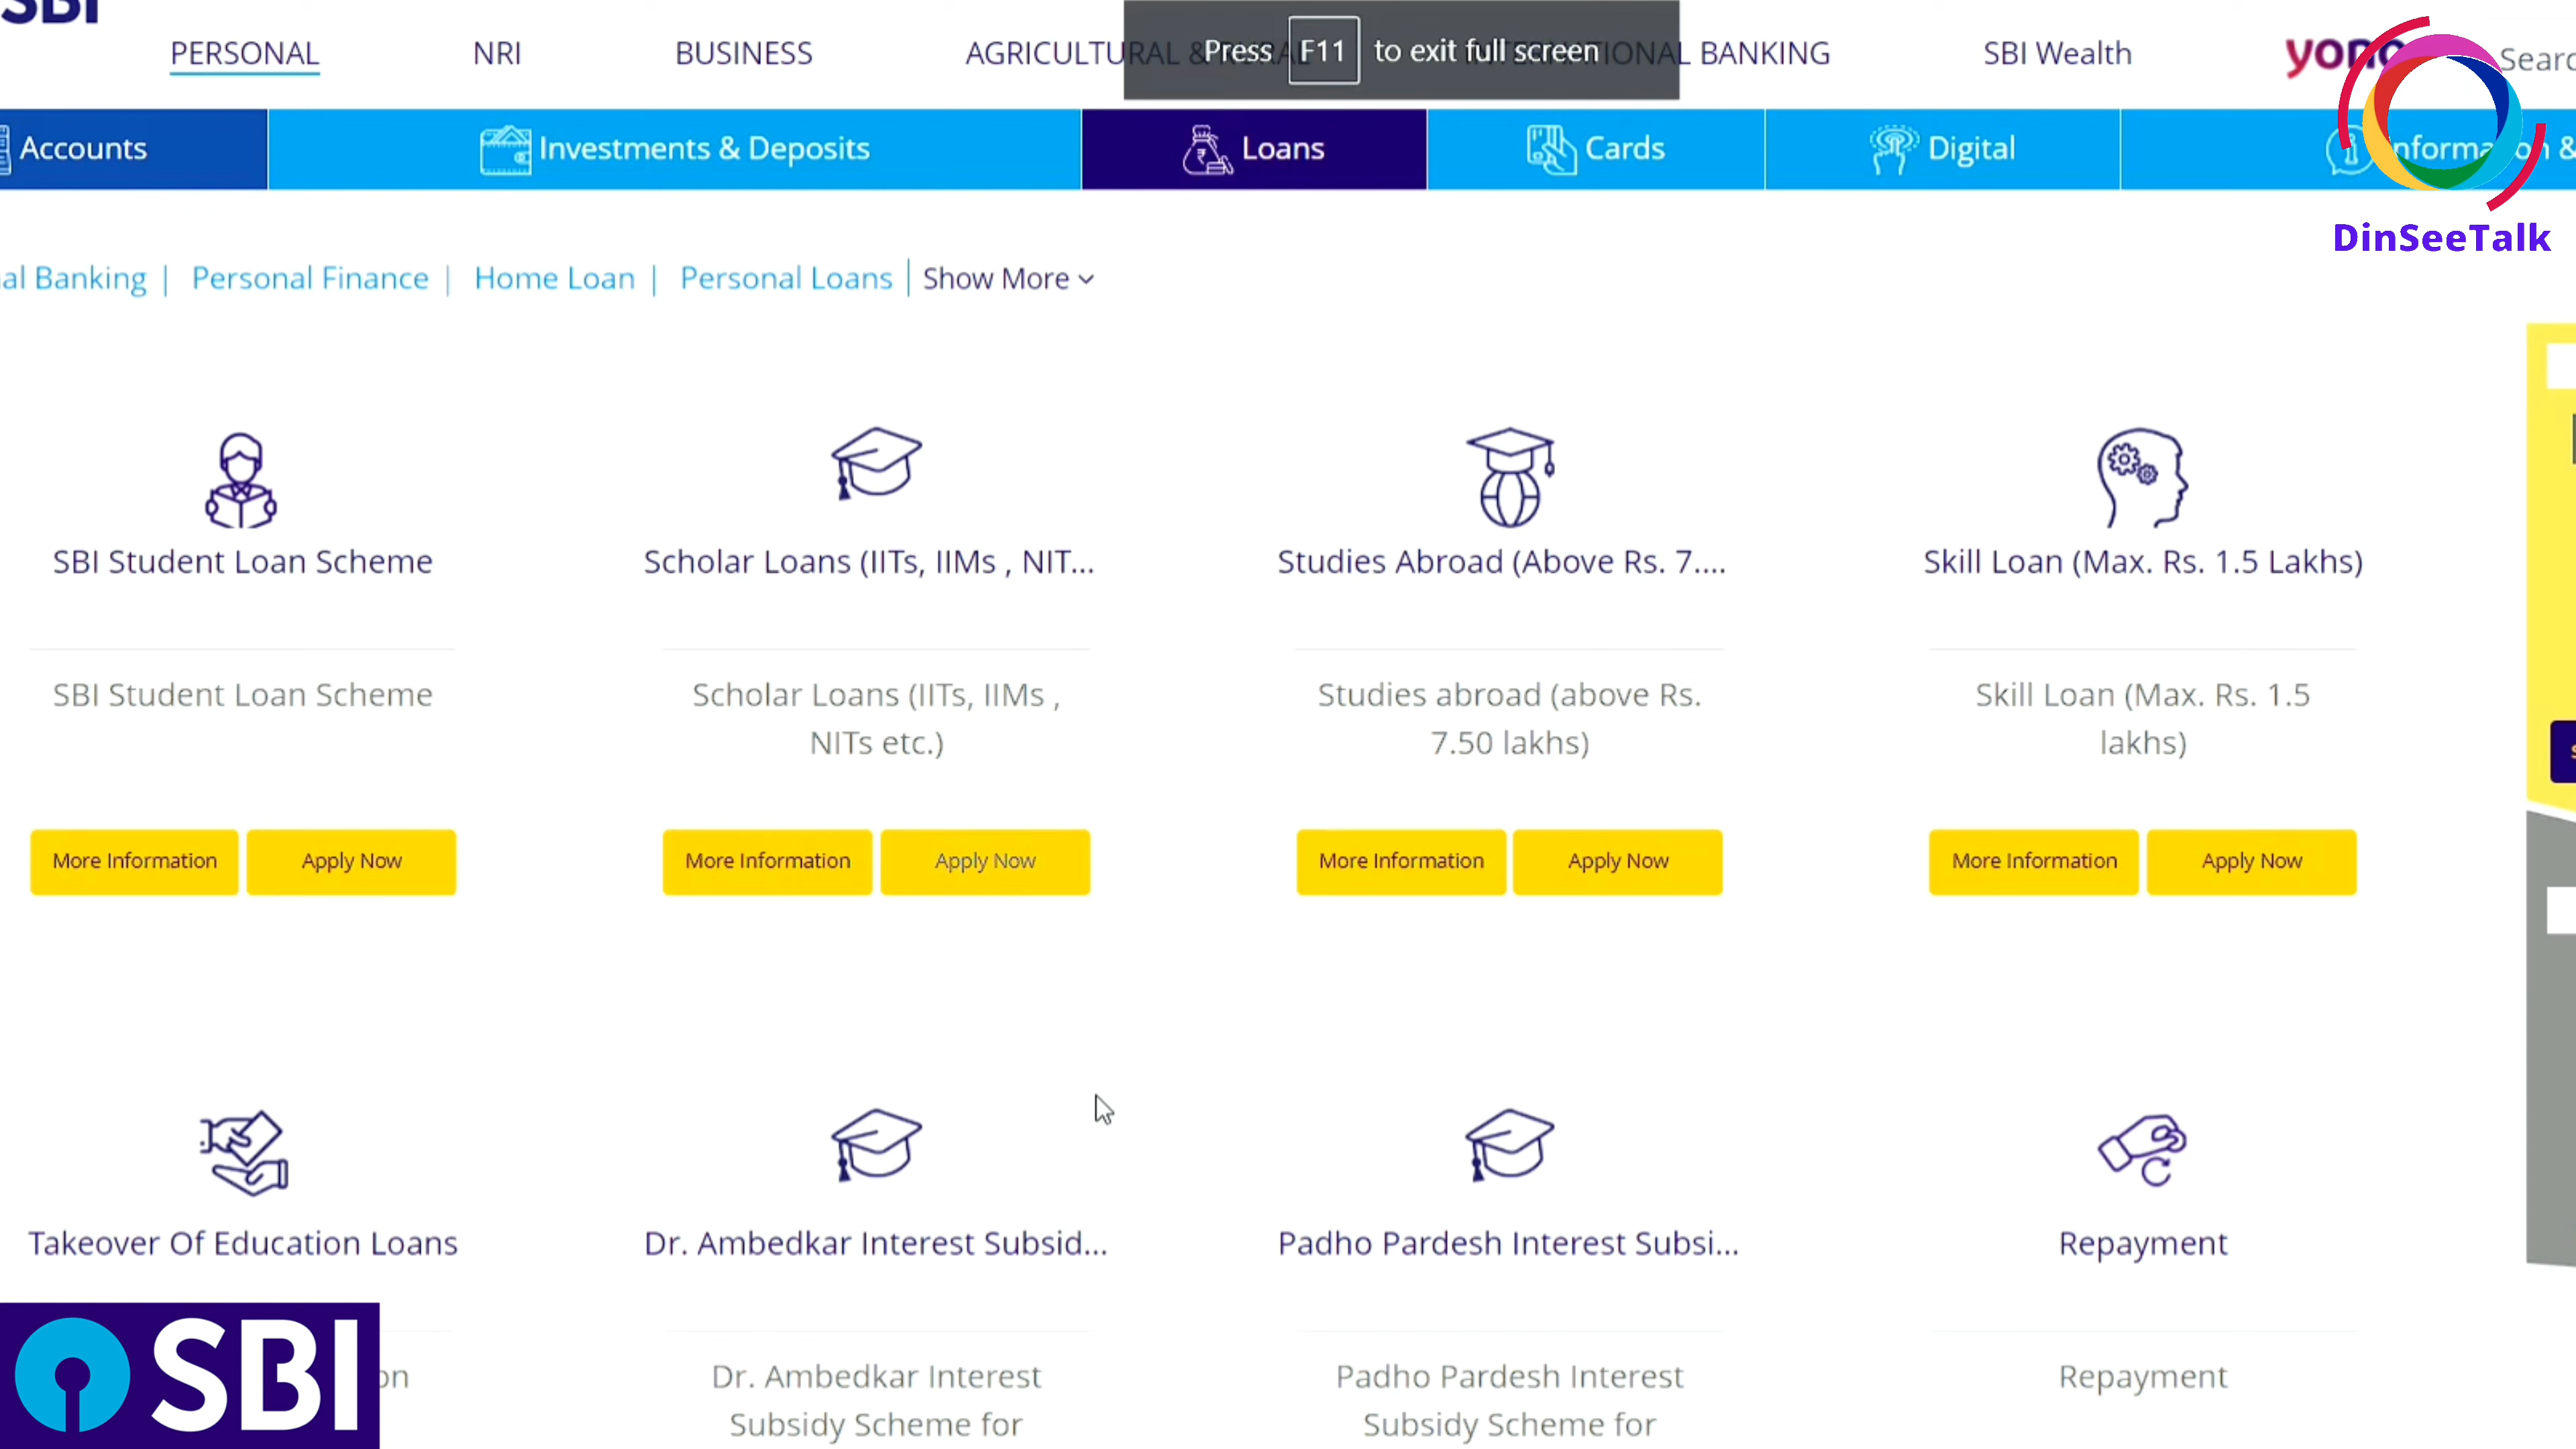 SBI
PERSONAL NRI BUSINESS AGRICULTURAL & BANKING SBI Wealth yono
Press F11 to exit full screen
Accounts Investments & Deposits Loans Cards Digital &
DinSeeTalk
Banking | Personal Finance | Home Loan | Personal Loans | Show More
SBI Student Loan Scheme Scholar Loans (IITs, IIMs , NIT... Studies Abroad (Above Rs. 7.... Skill Loan (Max. Rs. 1.5 Lakhs)
SBI Student Loan Scheme Scholar Loans (IITs, IIMs , Studies abroad (above Rs. Skill Loan (Max. Rs. 1.5
NITs etc.) 7.50 lakhs) lakhs)
More Information Apply Now More Information Apply Now More Information Apply Now More Information Apply Now
Takeover Of Education Loans Dr. Ambedkar Interest Subsid... Padho Pardesh Interest Subsi... Repayment
Dr. Ambedkar Interest Padho Pardesh Interest Repayment
Subsidy Scheme for Subsidy Scheme for
SBI